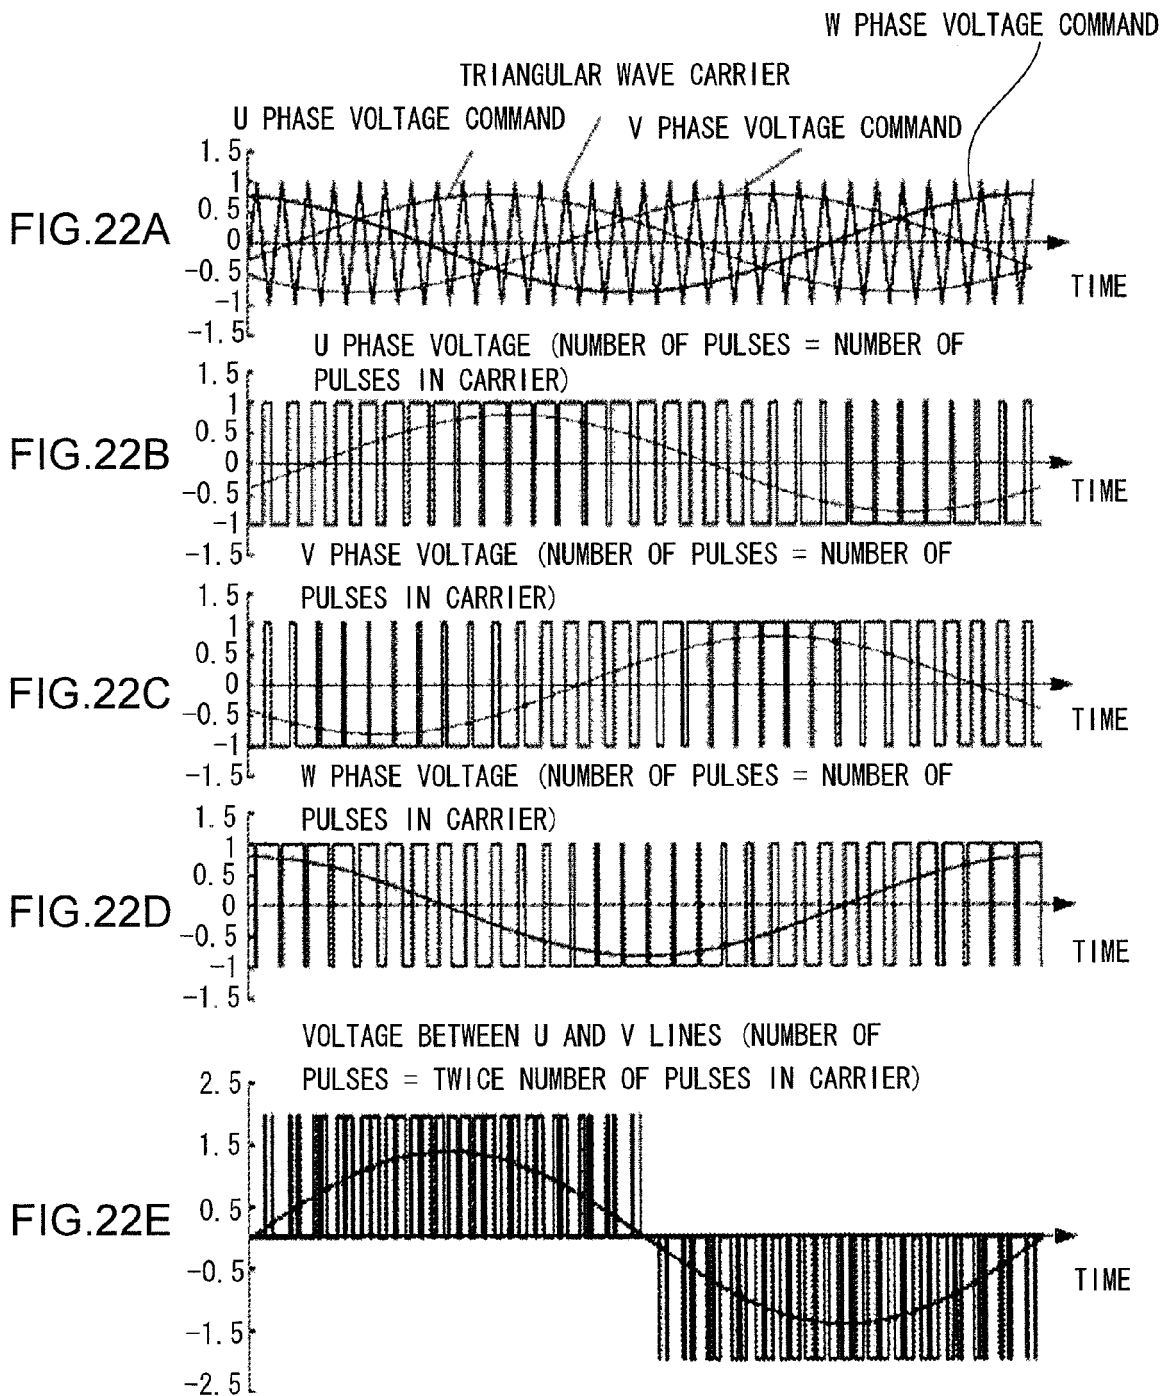 W PHASE VOLTAGE COMMAND
TRIANGULAR WAVE CARRIER
U PHASE VOLTAGE COMMAND
V PHASE VOLTAGE COMMAND
FIG.22A
1.5
1
0.5
0
-0.5
-1
-1.5
TIME
U PHASE VOLTAGE (NUMBER OF PULSES = NUMBER OF
PULSES IN CARRIER)
FIG.22B
1.5
1
0.5
0
-0.5
-1
-1.5
TIME
V PHASE VOLTAGE (NUMBER OF PULSES = NUMBER OF
PULSES IN CARRIER)
FIG.22C
1.5
1
0.5
0
-0.5
-1
-1.5
TIME
W PHASE VOLTAGE (NUMBER OF PULSES = NUMBER OF
PULSES IN CARRIER)
FIG.22D
1.5
1
0.5
0
-0.5
-1
-1.5
TIME
VOLTAGE BETWEEN U AND V LINES (NUMBER OF
PULSES = TWICE NUMBER OF PULSES IN CARRIER)
FIG.22E
2.5
1.5
0.5
-0.5
-1.5
-2.5
TIME